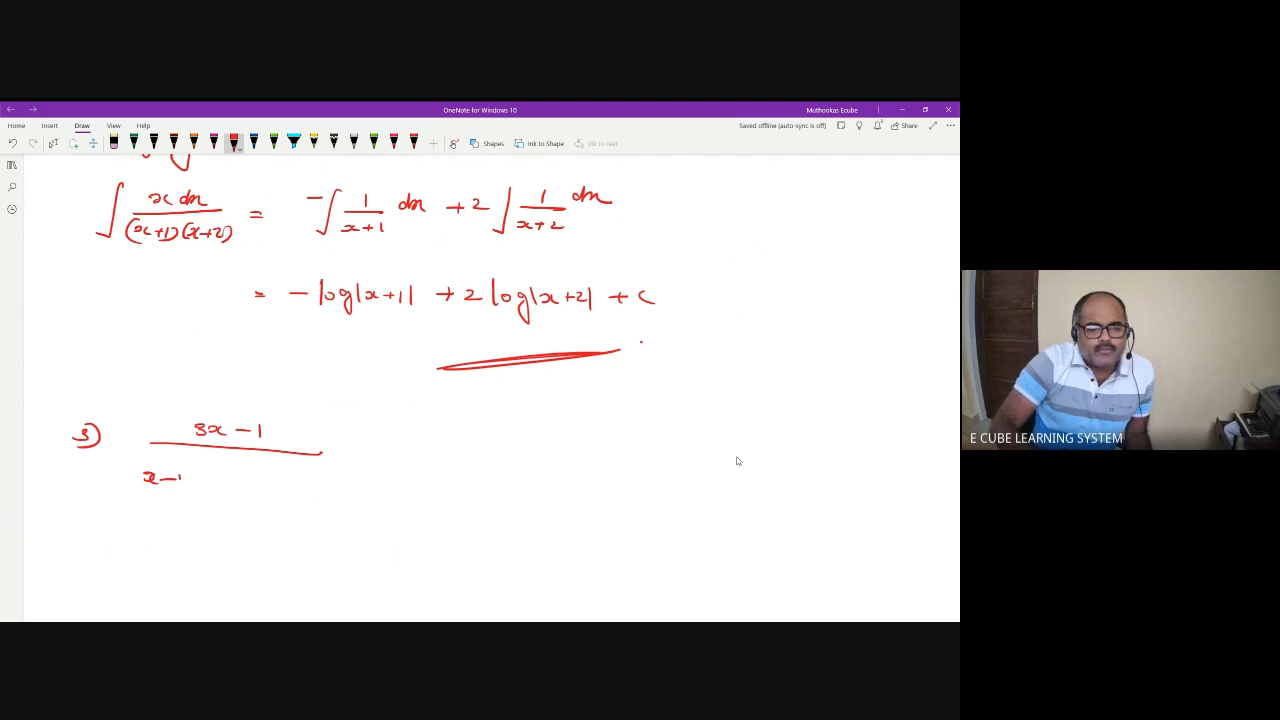 OneNote for Windows 10
Muthookas Ecube
Home Insert Draw View Help
Saved offline (auto-sync is off)
Share
Shapes
Ink to Shape
Ink to Text
∫ x dx / (x+1)(x+2) = -∫ 1/(x+1) dx + 2 ∫ 1/(x+2) dx
= - log|x+1| + 2 log|x+2| + c
3) 3x - 1
x - 1
E CUBE LEARNING SYSTEM